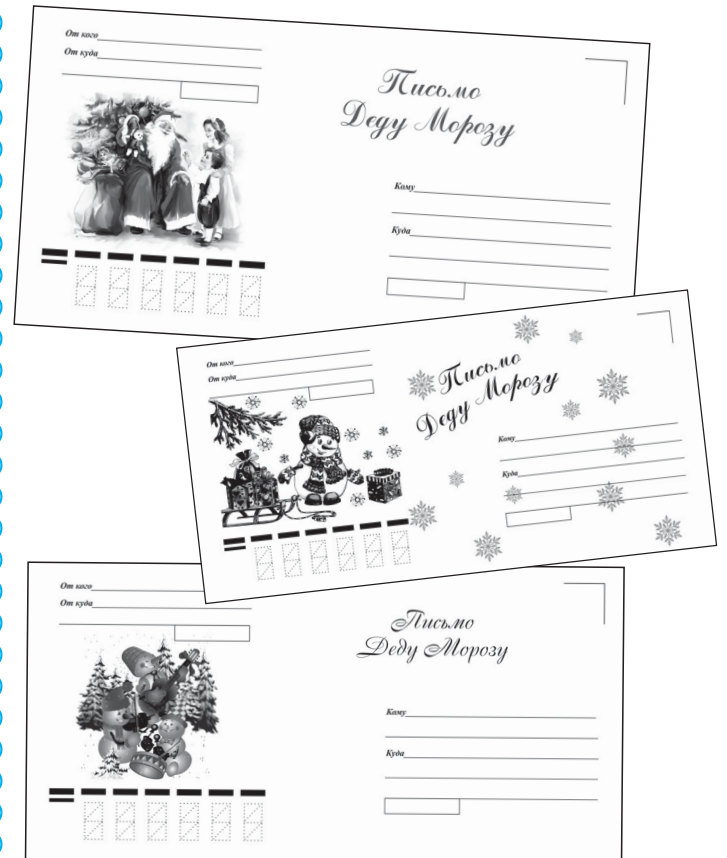 От кого
От куда
Письмо
Деду Морозу
Кому
Куда
От кого
От куда
Письмо
Деду Морозу
Кому
Куда
От кого
От куда
Письмо
Деду Морозу
Кому
Куда